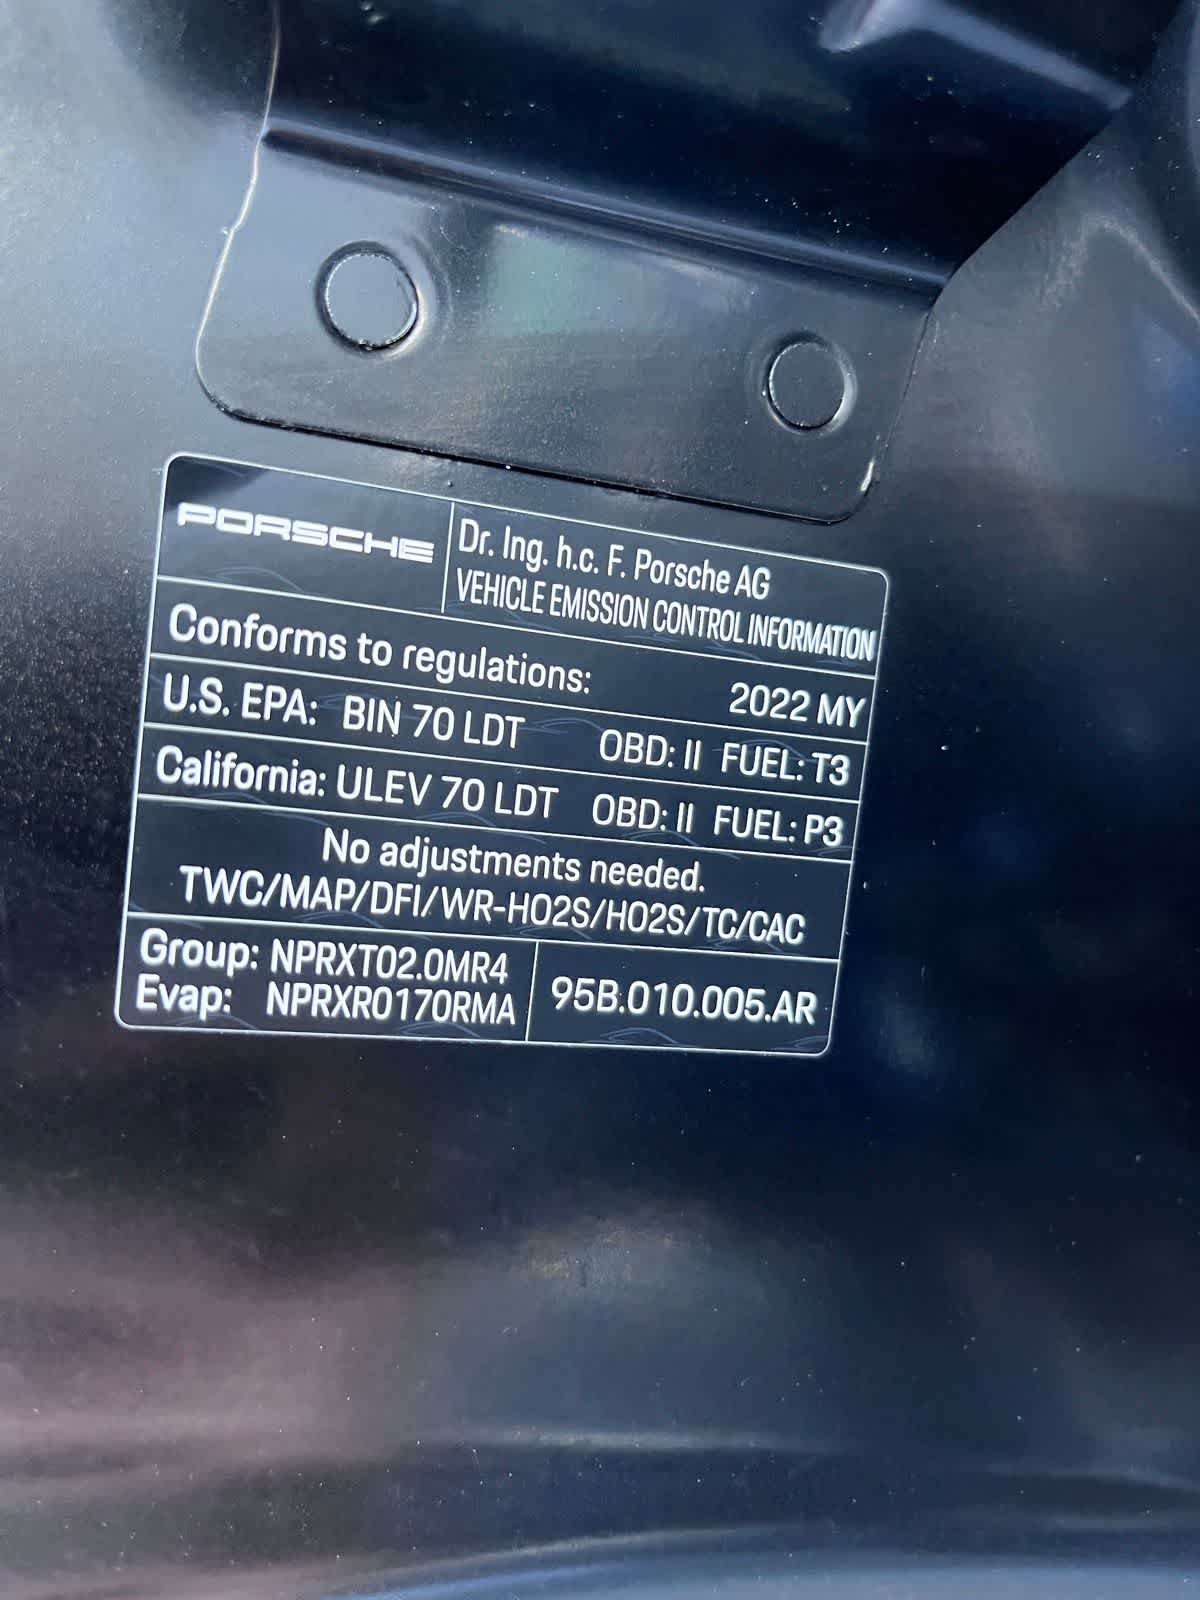 PORSCHE
Dr. Ing. h.c. F. Porsche AG
VEHICLE EMISSION CONTROL INFORMATION
Conforms to regulations: 2022 MY
U.S. EPA: BIN 70 LDT OBD: II FUEL: T3
California: ULEV 70 LDT OBD: II FUEL: P3
No adjustments needed.
TWC/MAP/DFI/WR-HO2S/HO2S/TC/CAC
Group: NPRXT02.0MR4
Evap: NPRXR0170RMA
95B.010.005.AR